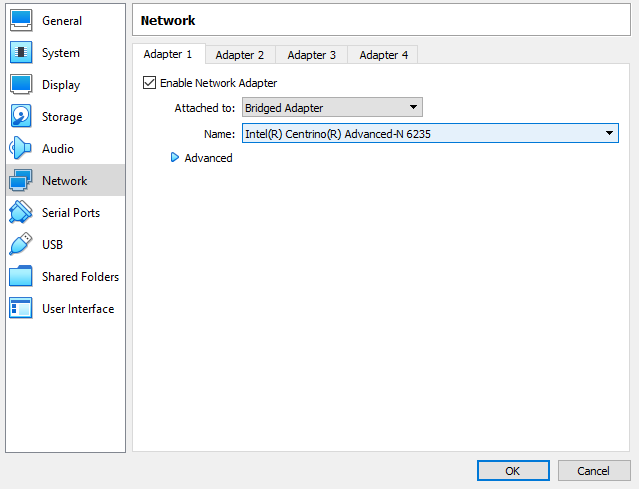 General
System
Display
Storage
Audio
Network
Serial Ports
USB
Shared Folders
User Interface
Network
Adapter 1 Adapter 2 Adapter 3 Adapter 4
Enable Network Adapter
Attached to: Bridged Adapter
Name: Intel(R) Centrino(R) Advanced-N 6235
Advanced
OK Cancel